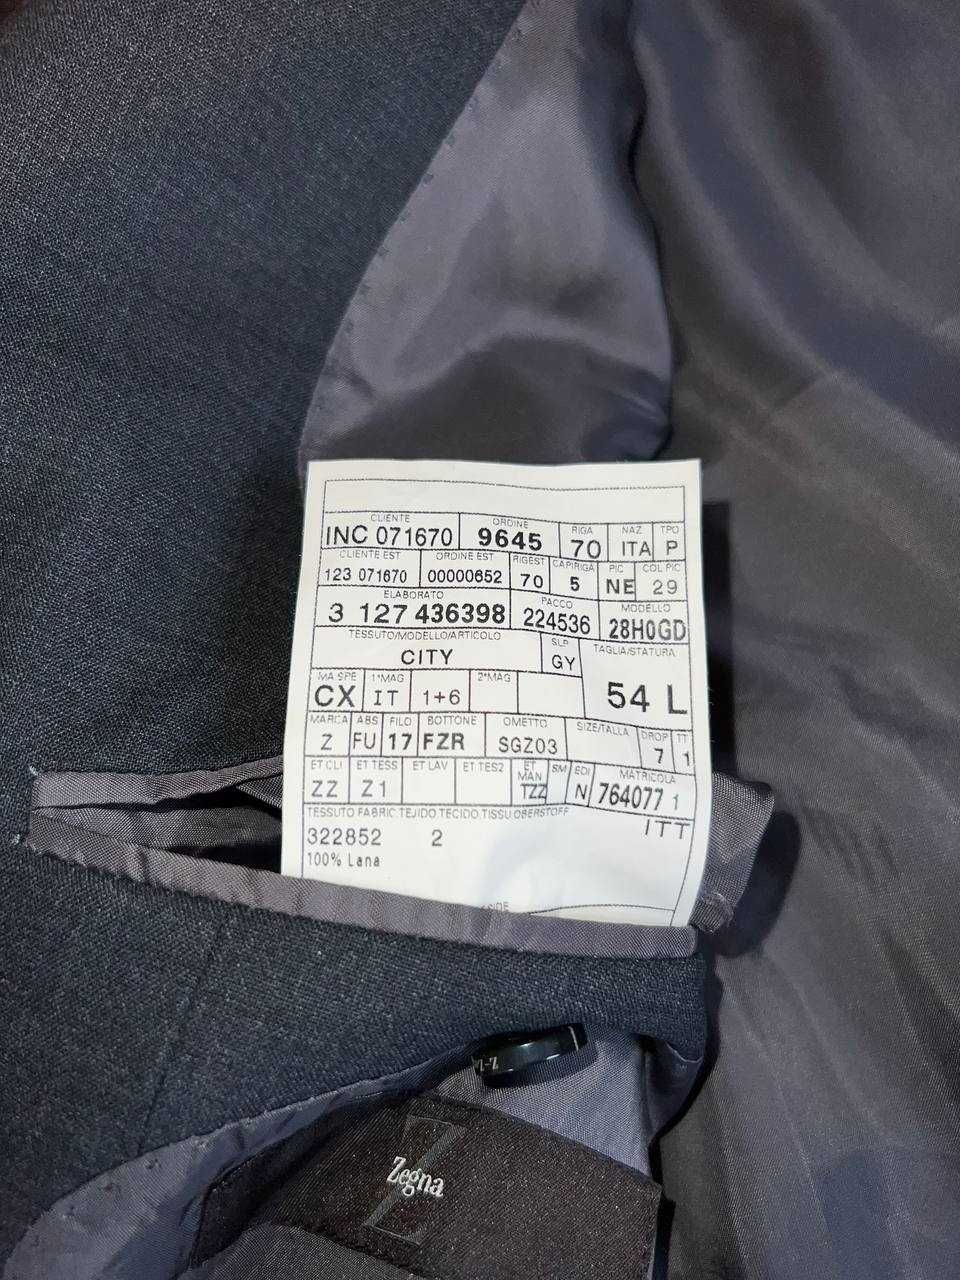 CLIENTE ORDINE RIGA NAZ TPO
INC 071670 9645 70 ITA P
CLIENTE EST ORDINE EST RIGEST CAPIRIGA PIC COL PIC
123 071670 00000652 70 5 NE 29
ELABORATO PACCO MODELLO
3 127 436398 224536 28H0GD
TESSUTO/MODELLO/ARTICOLO SLP TAGLIA/STATURA
CITY GY 54 L
MA SPE 1°MAG 2°MAG
CX IT 1+6
MARCA ABS FILO BOTTONE OMETTO SIZE/TALLA DROP TT
Z FU 17 FZR SGZ03 7 1
ET CLI ET TESS ET LAV ET TES2 ET MAN SM EDI MATRICOLA
ZZ Z1 TZZ N 764077 1
TESSUTO FABRIC TEJIDO TECIDO TISSU OBERSTOFF ITT
322852 2
100% Lana
Zegna